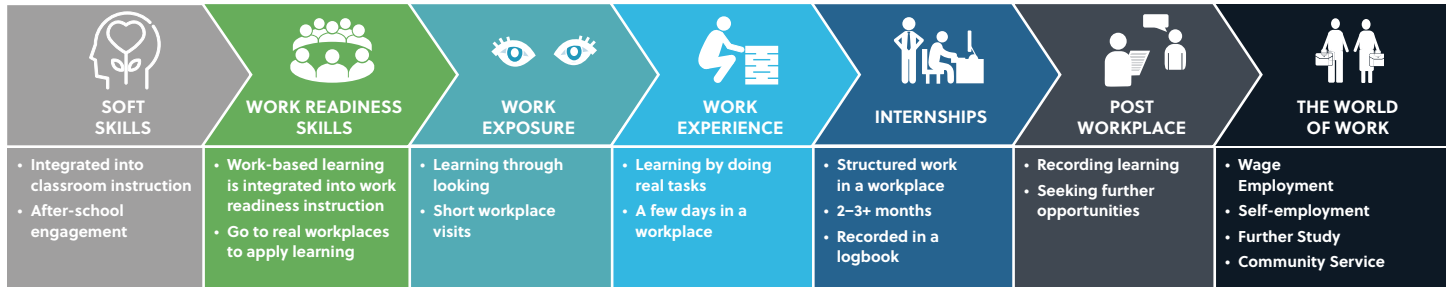 SOFT
SKILLS
WORK READINESS
SKILLS
WORK
EXPOSURE
WORK
EXPERIENCE
INTERNSHIPS
POST
WORKPLACE
THE WORLD
OF WORK
• Integrated into
classroom instruction
• After-school
engagement
• Work-based learning
is integrated into work
readiness instruction
• Go to real workplaces
to apply learning
• Learning through
looking
• Short workplace
visits
• Learning by doing
real tasks
• A few days in a
workplace
• Structured work
in a workplace
• 2–3+ months
• Recorded in a
logbook
• Recording learning
• Seeking further
opportunities
• Wage
Employment
• Self-employment
• Further Study
• Community Service